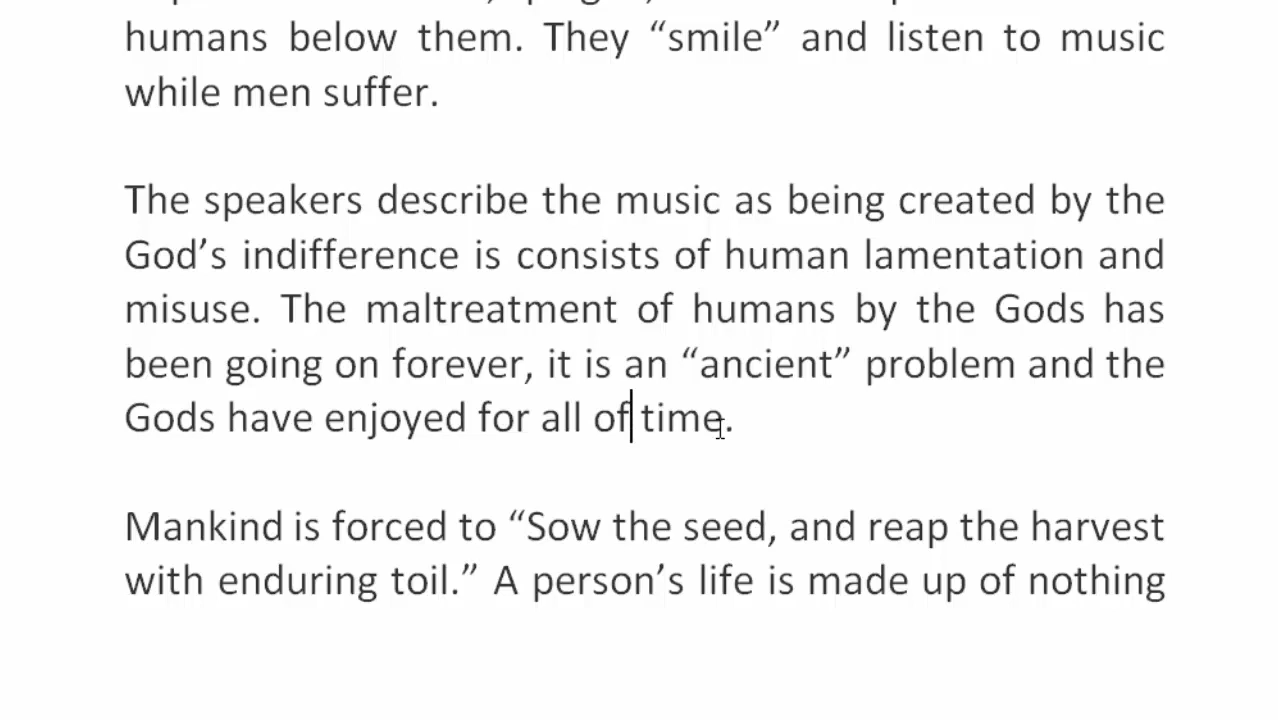 humans below them. They “smile” and listen to music
while men suffer.
The speakers describe the music as being created by the
God’s indifference is consists of human lamentation and
misuse. The maltreatment of humans by the Gods has
been going on forever, it is an “ancient” problem and the
Gods have enjoyed for all of time.
Mankind is forced to “Sow the seed, and reap the harvest
with enduring toil.” A person’s life is made up of nothing